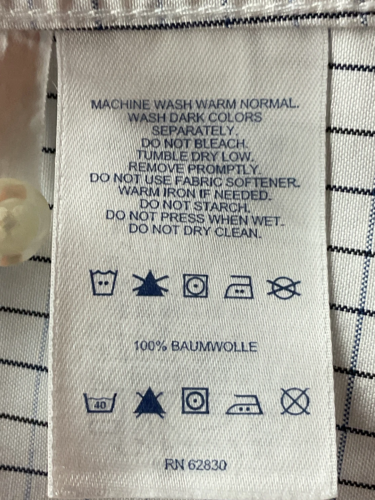 MACHINE WASH WARM NORMAL.
WASH DARK COLORS
SEPARATELY.
DO NOT BLEACH.
TUMBLE DRY LOW.
REMOVE PROMPTLY.
DO NOT USE FABRIC SOFTENER.
WARM IRON IF NEEDED.
DO NOT STARCH.
DO NOT PRESS WHEN WET.
DO NOT DRY CLEAN.
100% BAUMWOLLE
40
RN 62830